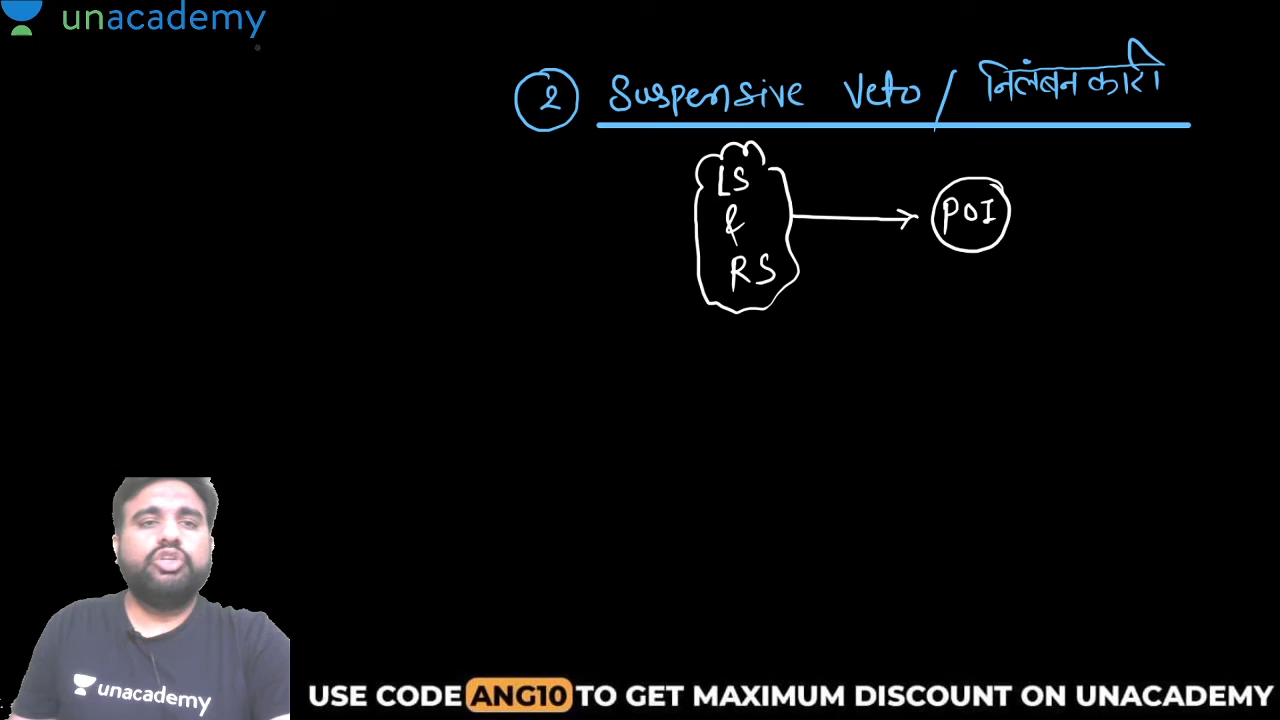 unacademy
2 Suspensive Veto / निलंबनकारी
LS
&
RS
POI
unacademy
USE CODE ANG10 TO GET MAXIMUM DISCOUNT ON UNACADEMY